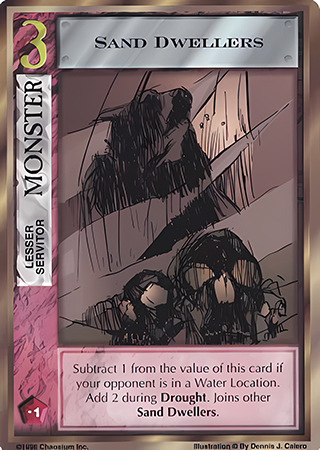 3
SAND DWELLERS
MONSTER
LESSER
SERVITOR
Subtract 1 from the value of this card if
your opponent is in a Water Location.
Add 2 during Drought. Joins other
Sand Dwellers.
-1
©1996 Chaosium Inc.
Illustration © By Dennis J. Calero